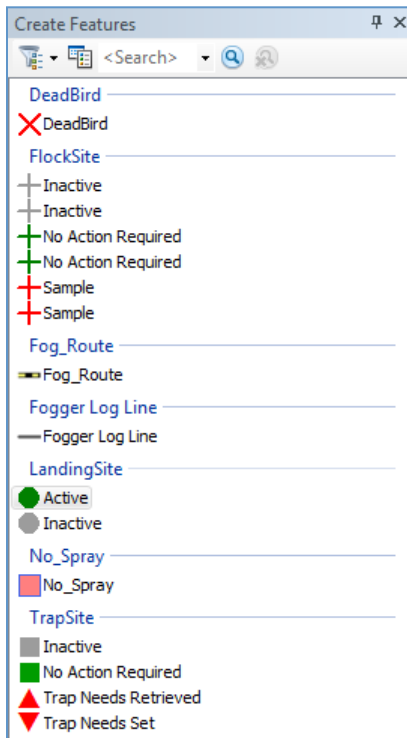 Create Features
<Search>
DeadBird
DeadBird
FlockSite
Inactive
Inactive
No Action Required
No Action Required
Sample
Sample
Fog_Route
Fog_Route
Fogger Log Line
Fogger Log Line
LandingSite
Active
Inactive
No_Spray
No_Spray
TrapSite
Inactive
No Action Required
Trap Needs Retrieved
Trap Needs Set